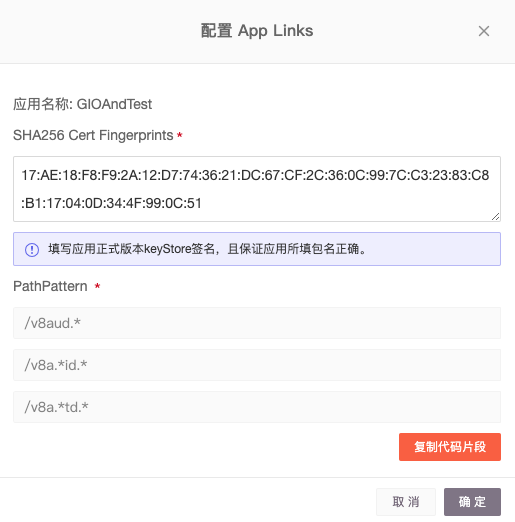 配置 App Links
应用名称: GIOAndTest
SHA256 Cert Fingerprints *
17:AE:18:F8:F9:2A:12:D7:74:36:21:DC:67:CF:2C:36:0C:99:7C:C3:23:83:C8
:B1:17:04:0D:34:4F:99:0C:51
填写应用正式版本keyStore签名，且保证应用所填包名正确。
PathPattern *
/v8aud.*
/v8a.*id.*
/v8a.*td.*
复制代码片段
取 消
确 定